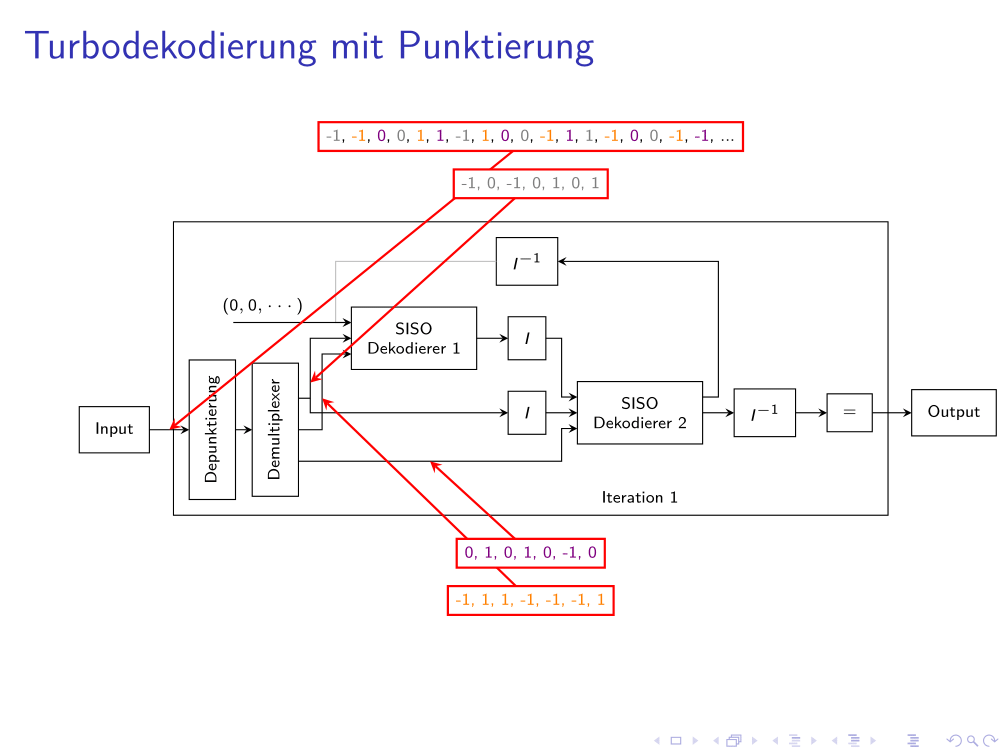 Turbodekodierung mit Punktierung
-1, -1, 0, 0, 1, 1, -1, 1, 0, 0, -1, 1, 1, -1, 0, 0, -1, -1, ...
-1, 0, -1, 0, 1, 0, 1
I⁻¹
(0, 0, · · · )
SISO
Dekodierer 1
I
Input
Depunktierung
Demultiplexer
I
SISO
Dekodierer 2
I⁻¹
=
Output
Iteration 1
0, 1, 0, 1, 0, -1, 0
-1, 1, 1, -1, -1, -1, 1